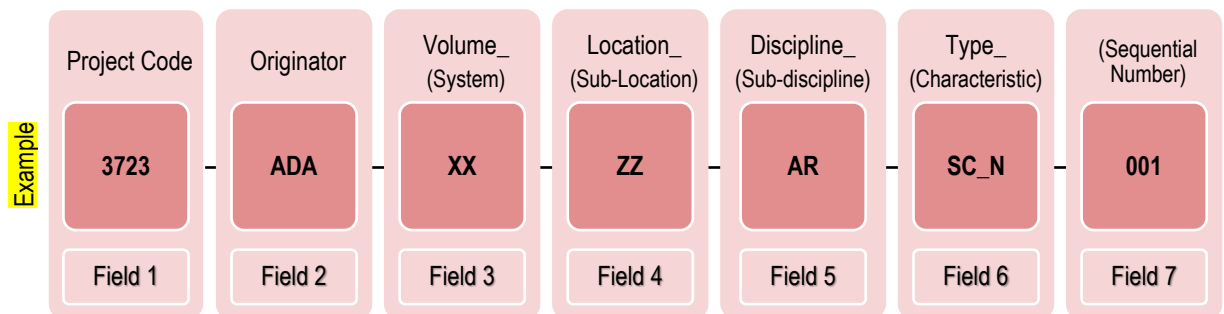 Project Code
Originator
Volume_
(System)
Location_
(Sub-Location)
Discipline_
(Sub-discipline)
Type_
(Characteristic)
(Sequential
Number)
Example
3723 – ADA – XX – ZZ – AR – SC_N – 001
Field 1
Field 2
Field 3
Field 4
Field 5
Field 6
Field 7